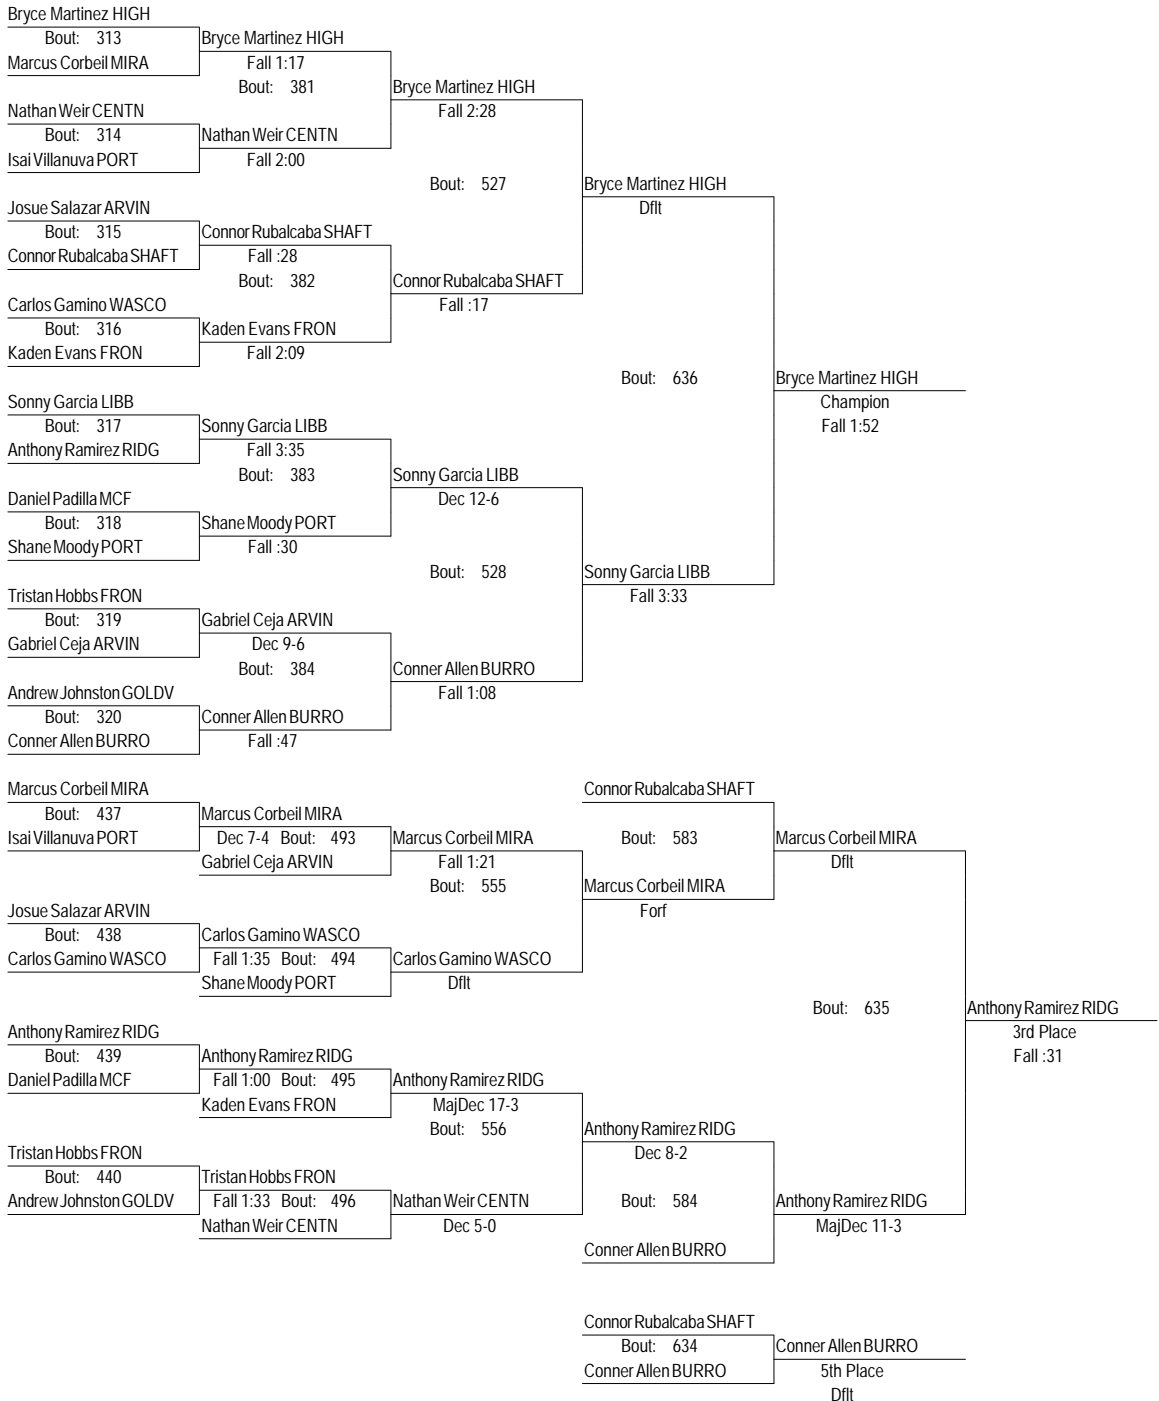 Bryce Martinez HIGH
Bout: 313
Bryce Martinez HIGH
Marcus Corbeil MIRA
Fall 1:17
Bout: 381
Bryce Martinez HIGH
Nathan Weir CENTN
Fall 2:28
Bout: 314
Nathan Weir CENTN
Isai Villanuva PORT
Fall 2:00
Bout: 527
Bryce Martinez HIGH
Josue Salazar ARVIN
Dflt
Bout: 315
Connor Rubalcaba SHAFT
Connor Rubalcaba SHAFT
Fall :28
Bout: 382
Connor Rubalcaba SHAFT
Carlos Gamino WASCO
Fall :17
Bout: 316
Kaden Evans FRON
Kaden Evans FRON
Fall 2:09
Bout: 636
Bryce Martinez HIGH
Sonny Garcia LIBB
Champion
Bout: 317
Sonny Garcia LIBB
Fall 1:52
Anthony Ramirez RIDG
Fall 3:35
Bout: 383
Sonny Garcia LIBB
Daniel Padilla MCF
Dec 12-6
Bout: 318
Shane Moody PORT
Shane Moody PORT
Fall :30
Bout: 528
Sonny Garcia LIBB
Tristan Hobbs FRON
Fall 3:33
Bout: 319
Gabriel Ceja ARVIN
Gabriel Ceja ARVIN
Dec 9-6
Bout: 384
Conner Allen BURRO
Andrew Johnston GOLDV
Fall 1:08
Bout: 320
Conner Allen BURRO
Conner Allen BURRO
Fall :47
Marcus Corbeil MIRA
Connor Rubalcaba SHAFT
Bout: 437
Marcus Corbeil MIRA
Isai Villanuva PORT
Dec 7-4 Bout: 493
Marcus Corbeil MIRA
Bout: 583
Marcus Corbeil MIRA
Gabriel Ceja ARVIN
Fall 1:21
Dflt
Bout: 555
Marcus Corbeil MIRA
Josue Salazar ARVIN
Forf
Bout: 438
Carlos Gamino WASCO
Carlos Gamino WASCO
Fall 1:35 Bout: 494
Carlos Gamino WASCO
Shane Moody PORT
Dflt
Bout: 635
Anthony Ramirez RIDG
Anthony Ramirez RIDG
3rd Place
Bout: 439
Anthony Ramirez RIDG
Fall :31
Daniel Padilla MCF
Fall 1:00 Bout: 495
Anthony Ramirez RIDG
Kaden Evans FRON
MajDec 17-3
Bout: 556
Anthony Ramirez RIDG
Tristan Hobbs FRON
Dec 8-2
Bout: 440
Tristan Hobbs FRON
Andrew Johnston GOLDV
Fall 1:33 Bout: 496
Nathan Weir CENTN
Bout: 584
Anthony Ramirez RIDG
Nathan Weir CENTN
Dec 5-0
MajDec 11-3
Conner Allen BURRO
Connor Rubalcaba SHAFT
Bout: 634
Conner Allen BURRO
Conner Allen BURRO
5th Place
Dflt